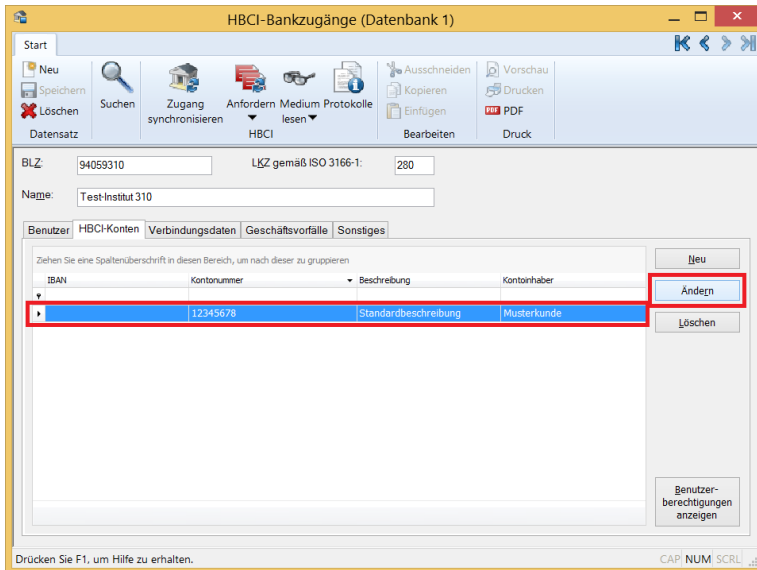 HBCI-Bankzugänge (Datenbank 1)
Start
Neu
Speichern
Löschen
Datensatz
Suchen
Zugang synchronisieren
Anfordern
Medium lesen
Protokolle
HBCI
Ausschneiden
Kopieren
Einfügen
Bearbeiten
Vorschau
Drucken
PDF PDF
Druck
BLZ: 94059310 LKZ gemäß ISO 3166-1: 280
Name: Test-Institut 310
Benutzer HBCI-Konten Verbindungsdaten Geschäftsvorfälle Sonstiges
Ziehen Sie eine Spaltenüberschrift in diesen Bereich, um nach dieser zu gruppieren
IBAN Kontonummer Beschreibung Kontoinhaber
12345678 Standardbeschreibung Musterkunde
Neu
Ändern
Löschen
Benutzer-
berechtigungen
anzeigen
Drücken Sie F1, um Hilfe zu erhalten.
CAP NUM SCRL